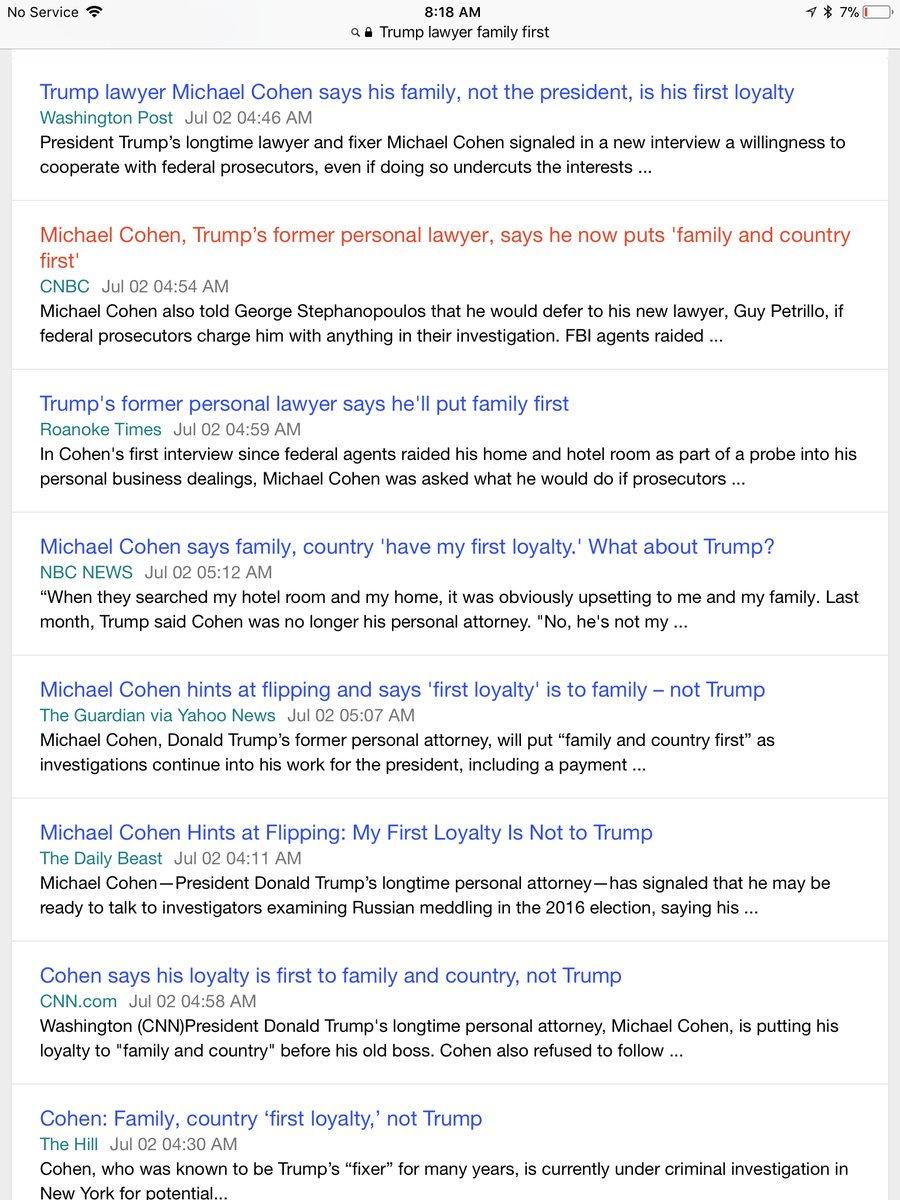 No Service 8:18 AM 7%
Trump lawyer family first
Trump lawyer Michael Cohen says his family, not the president, is his first loyalty
Washington Post Jul 02 04:46 AM
President Trump’s longtime lawyer and fixer Michael Cohen signaled in a new interview a willingness to
cooperate with federal prosecutors, even if doing so undercuts the interests ...
Michael Cohen, Trump’s former personal lawyer, says he now puts 'family and country
first'
CNBC Jul 02 04:54 AM
Michael Cohen also told George Stephanopoulos that he would defer to his new lawyer, Guy Petrillo, if
federal prosecutors charge him with anything in their investigation. FBI agents raided ...
Trump's former personal lawyer says he'll put family first
Roanoke Times Jul 02 04:59 AM
In Cohen's first interview since federal agents raided his home and hotel room as part of a probe into his
personal business dealings, Michael Cohen was asked what he would do if prosecutors ...
Michael Cohen says family, country 'have my first loyalty.' What about Trump?
NBC NEWS Jul 02 05:12 AM
“When they searched my hotel room and my home, it was obviously upsetting to me and my family. Last
month, Trump said Cohen was no longer his personal attorney. "No, he's not my ...
Michael Cohen hints at flipping and says 'first loyalty' is to family – not Trump
The Guardian via Yahoo News Jul 02 05:07 AM
Michael Cohen, Donald Trump’s former personal attorney, will put “family and country first” as
investigations continue into his work for the president, including a payment ...
Michael Cohen Hints at Flipping: My First Loyalty Is Not to Trump
The Daily Beast Jul 02 04:11 AM
Michael Cohen—President Donald Trump’s longtime personal attorney—has signaled that he may be
ready to talk to investigators examining Russian meddling in the 2016 election, saying his ...
Cohen says his loyalty is first to family and country, not Trump
CNN.com Jul 02 04:58 AM
Washington (CNN)President Donald Trump's longtime personal attorney, Michael Cohen, is putting his
loyalty to "family and country" before his old boss. Cohen also refused to follow ...
Cohen: Family, country ‘first loyalty,’ not Trump
The Hill Jul 02 04:30 AM
Cohen, who was known to be Trump’s “fixer” for many years, is currently under criminal investigation in
New York for potential...